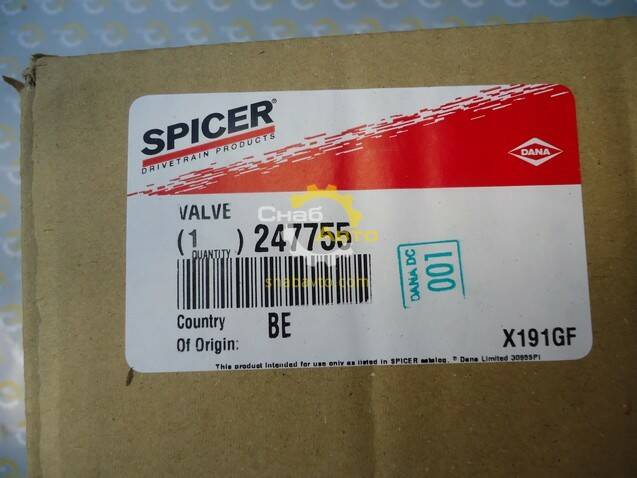 SPICER®
DRIVETRAIN PRODUCTS
DANA
VALVE
(1) 247755
QUANTITY
Снаб
Авто
snabavto.com
DANA DC
001
Country
Of Origin: BE
X191GF
This product intended for use only as listed in SPICER catalog. © Dana Limited